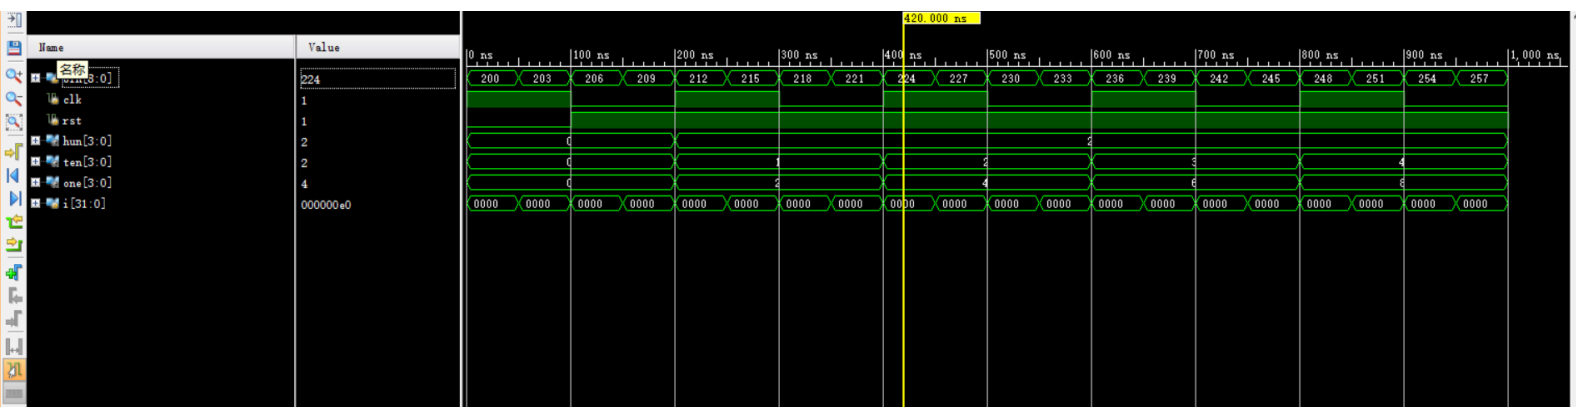 420.000 ns
Name Value
0 ns 100 ns 200 ns 300 ns 400 ns 500 ns 600 ns 700 ns 800 ns 900 ns 1,000 ns
名称 [8:0] 224 200 203 206 209 212 215 218 221 224 227 230 233 236 239 242 245 248 251 254 257
clk 1
rst 1
hun[3:0] 2 0 2
ten[3:0] 2 0 1 2 3 4
one[3:0] 4 0 2 4 6 8
i[31:0] 000000e0 0000 0000 0000 0000 0000 0000 0000 0000 0000 0000 0000 0000 0000 0000 0000 0000 0000 0000 0000 0000